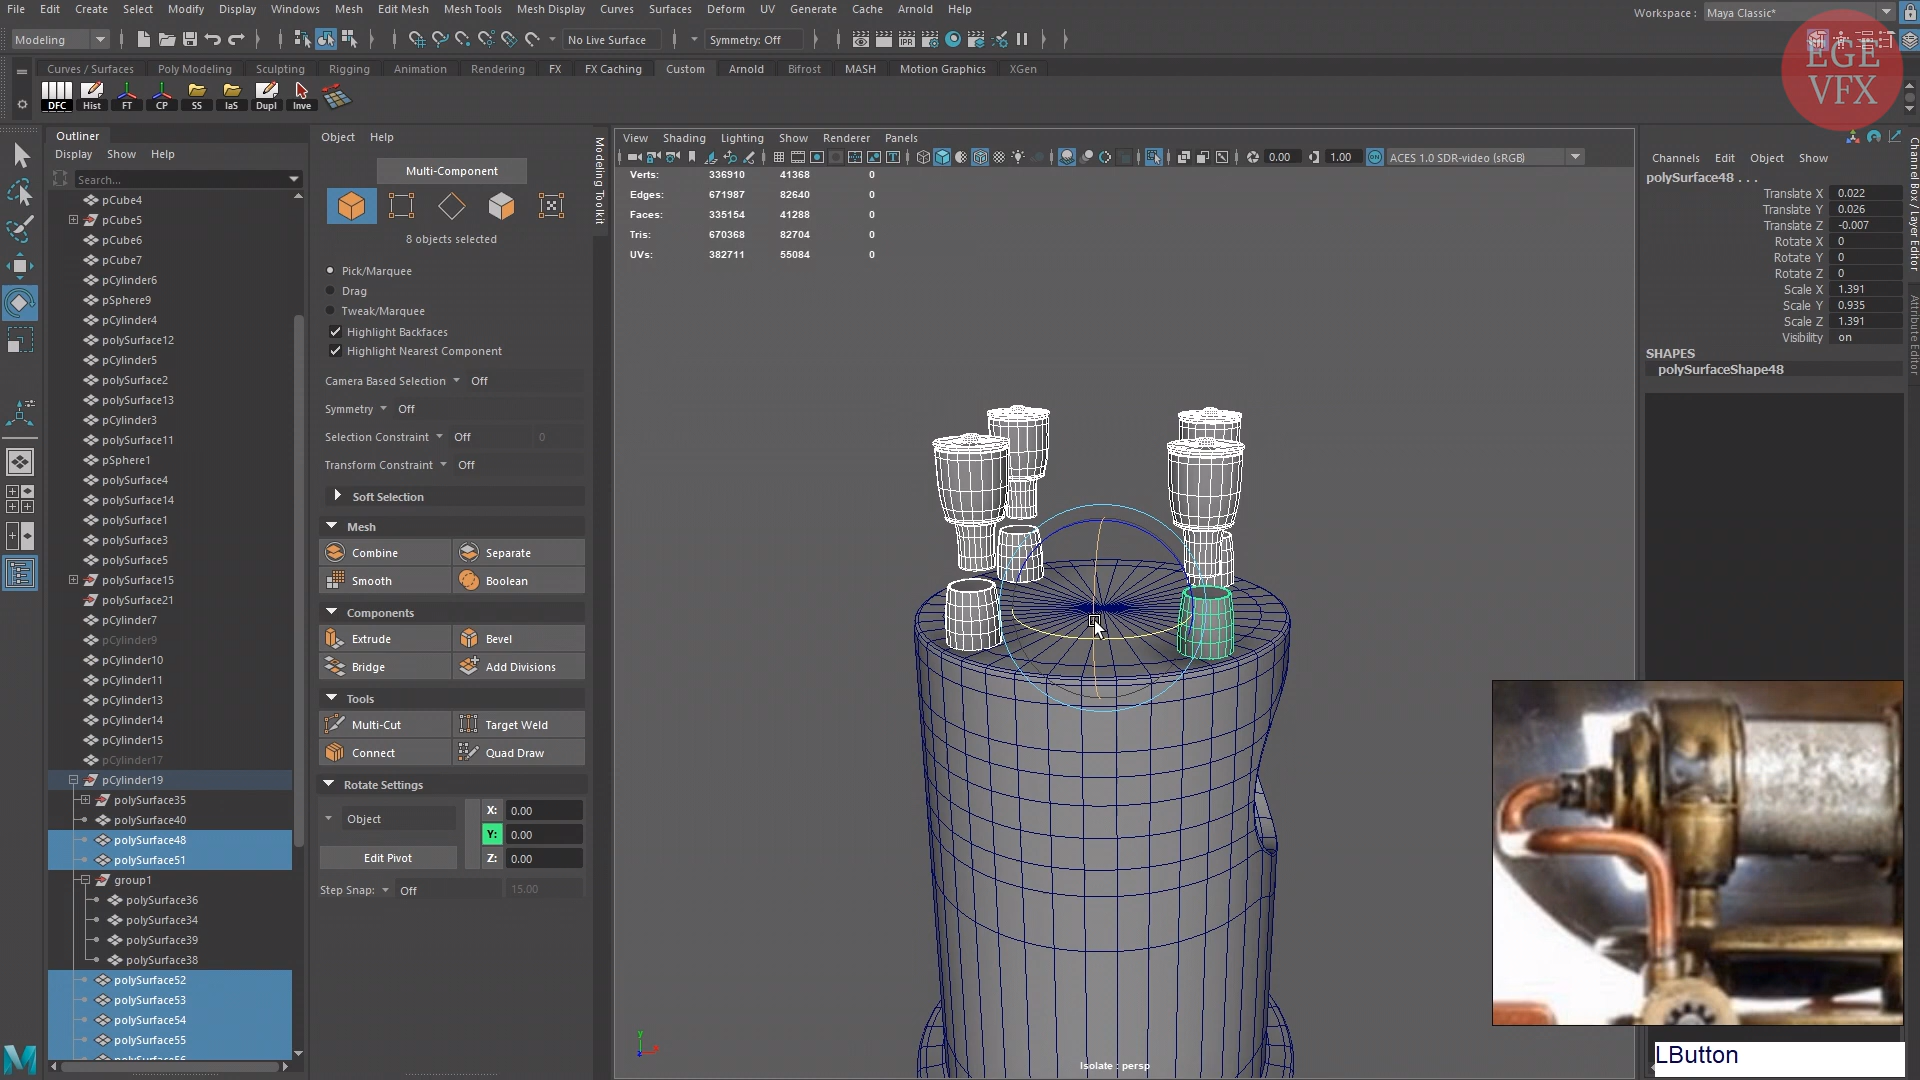 File Edit Create Select Modify Display Windows Mesh Edit Mesh Mesh Tools Mesh Display Curves Surfaces Deform UV Generate Cache Arnold Help
Workspace : Maya Classic*
Modeling No Live Surface Symmetry: Off
EGE
VFX
Curves / Surfaces Poly Modeling Sculpting Rigging Animation Rendering FX FX Caching Custom Arnold Bifrost MASH Motion Graphics XGen
DFC Hist FT CP SS IaS Dupl Inve
Outliner
Display Show Help
Search...
pCube4
pCube5
pCube6
pCube7
pCylinder6
pSphere9
pCylinder4
polySurface12
pCylinder5
polySurface2
polySurface13
pCylinder3
polySurface11
pSphere1
polySurface4
polySurface14
polySurface1
polySurface3
polySurface5
polySurface15
polySurface21
pCylinder7
pCylinder9
pCylinder10
pCylinder11
pCylinder13
pCylinder14
pCylinder15
pCylinder17
pCylinder19
polySurface35
polySurface40
polySurface48
polySurface51
group1
polySurface36
polySurface34
polySurface39
polySurface38
polySurface52
polySurface53
polySurface54
polySurface55
polySurface56
Object Help
Multi-Component
8 objects selected
Pick/Marquee
Drag
Tweak/Marquee
Highlight Backfaces
Highlight Nearest Component
Camera Based Selection Off
Symmetry Off
Selection Constraint Off 0
Transform Constraint Off
Soft Selection
Mesh
Combine Separate
Smooth Boolean
Components
Extrude Bevel
Bridge Add Divisions
Tools
Multi-Cut Target Weld
Connect Quad Draw
Rotate Settings
Object X: 0.00
Y: 0.00
Edit Pivot Z: 0.00
Step Snap: Off 15.00
Modeling Toolkit
View Shading Lighting Show Renderer Panels
0.00 1.00 ON ACES 1.0 SDR-video (sRGB)
Verts: 336910 41368 0
Edges: 671987 82640 0
Faces: 335154 41288 0
Tris: 670368 82704 0
UVs: 382711 55084 0
y
Isolate : persp
Channels Edit Object Show
polySurface48 . . .
Translate X 0.022
Translate Y 0.026
Translate Z -0.007
Rotate X 0
Rotate Y 0
Rotate Z 0
Scale X 1.391
Scale Y 0.935
Scale Z 1.391
Visibility on
SHAPES
polySurfaceShape48
Channel Box / Layer Editor
Attribute Editor
LButton